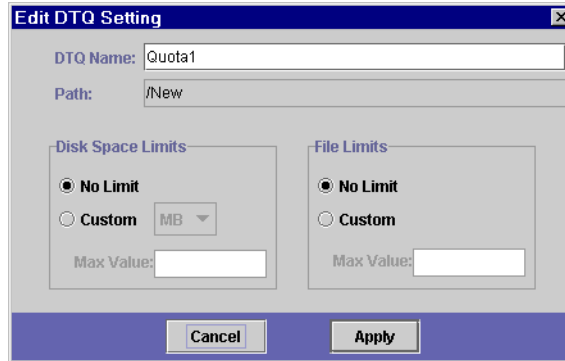 Edit DTQ Setting
DTQ Name: Quota1
Path: /New
Disk Space Limits
No Limit
Custom MB
Max Value:
File Limits
No Limit
Custom
Max Value:
Cancel Apply